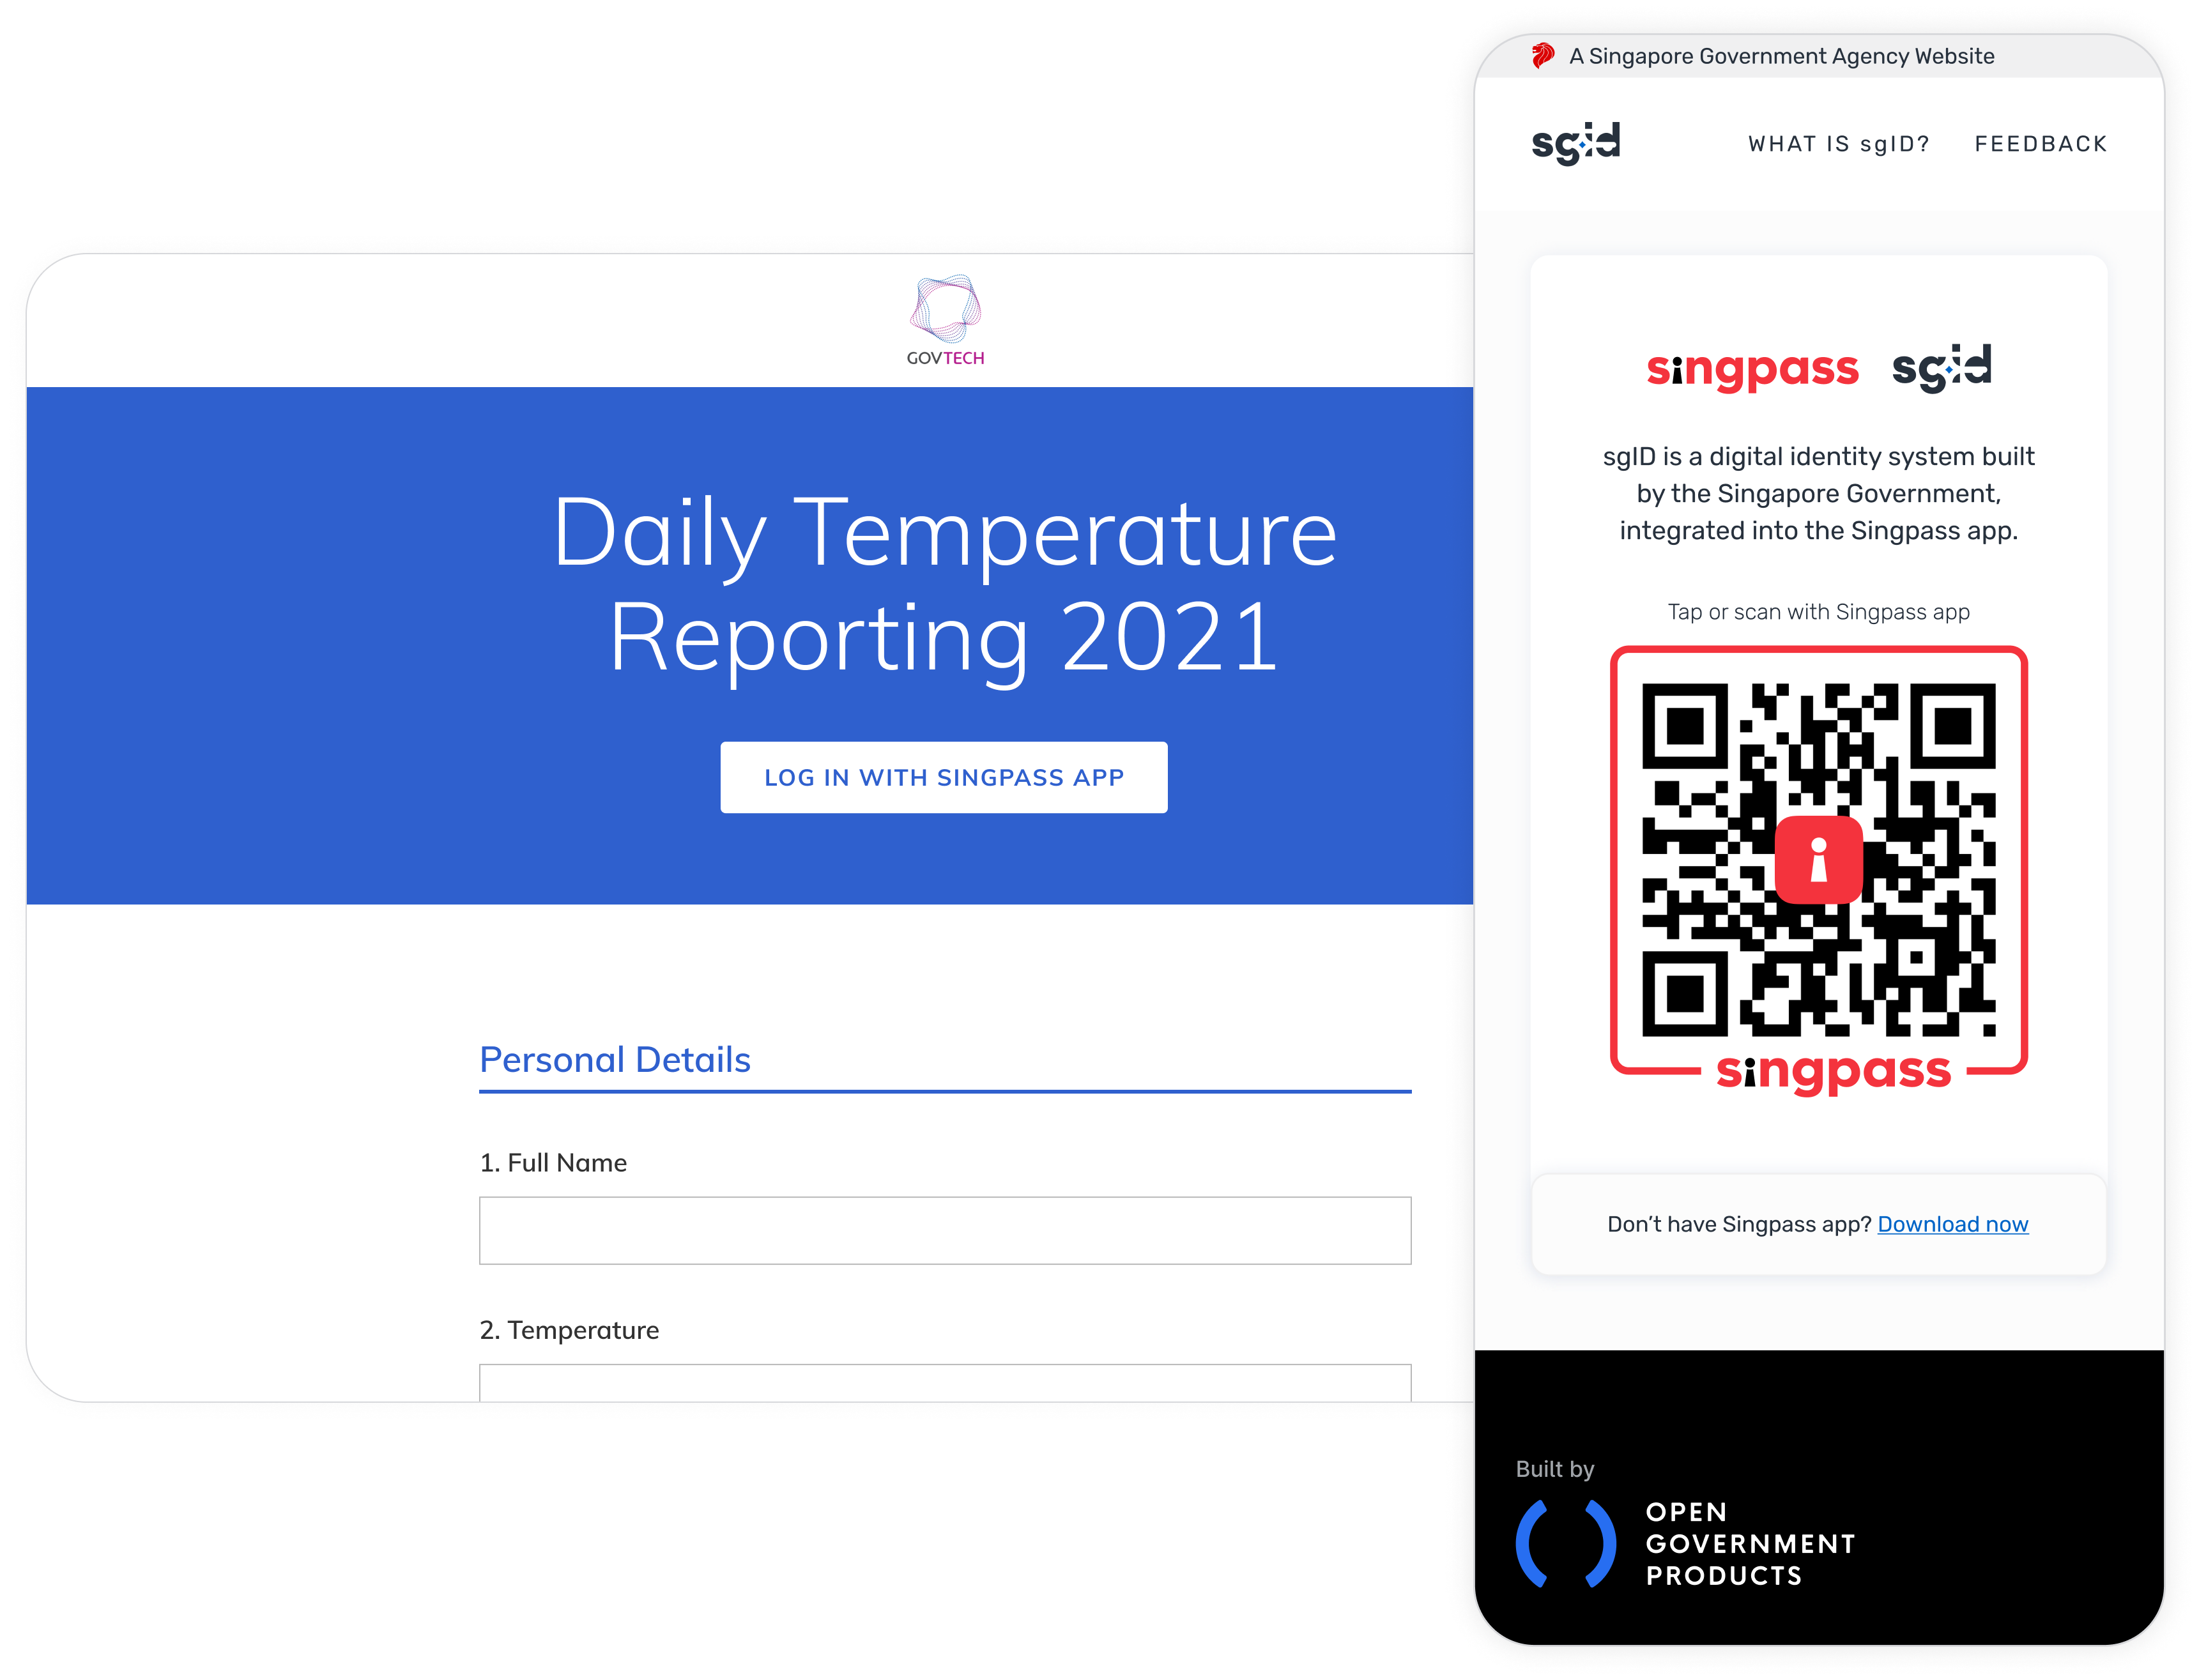 GOVTECH
Daily Temperature
Reporting 2021
LOG IN WITH SINGPASS APP
Personal Details
1. Full Name
2. Temperature
A Singapore Government Agency Website
sgid
WHAT IS sgID?
FEEDBACK
singpass sgid
sgID is a digital identity system built
by the Singapore Government,
integrated into the Singpass app.
Tap or scan with Singpass app
singpass
Don’t have Singpass app? Download now
Built by
OPEN
GOVERNMENT
PRODUCTS